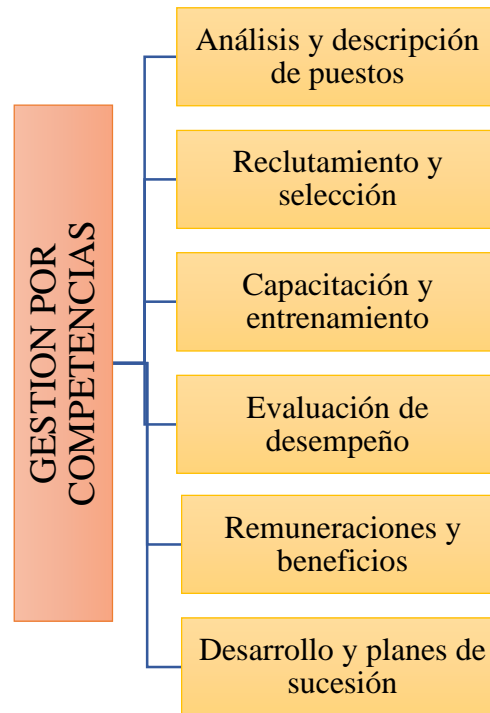 GESTION POR
COMPETENCIAS
Análisis y descripción
de puestos
Reclutamiento y
selección
Capacitación y
entrenamiento
Evaluación de
desempeño
Remuneraciones y
beneficios
Desarrollo y planes de
sucesión